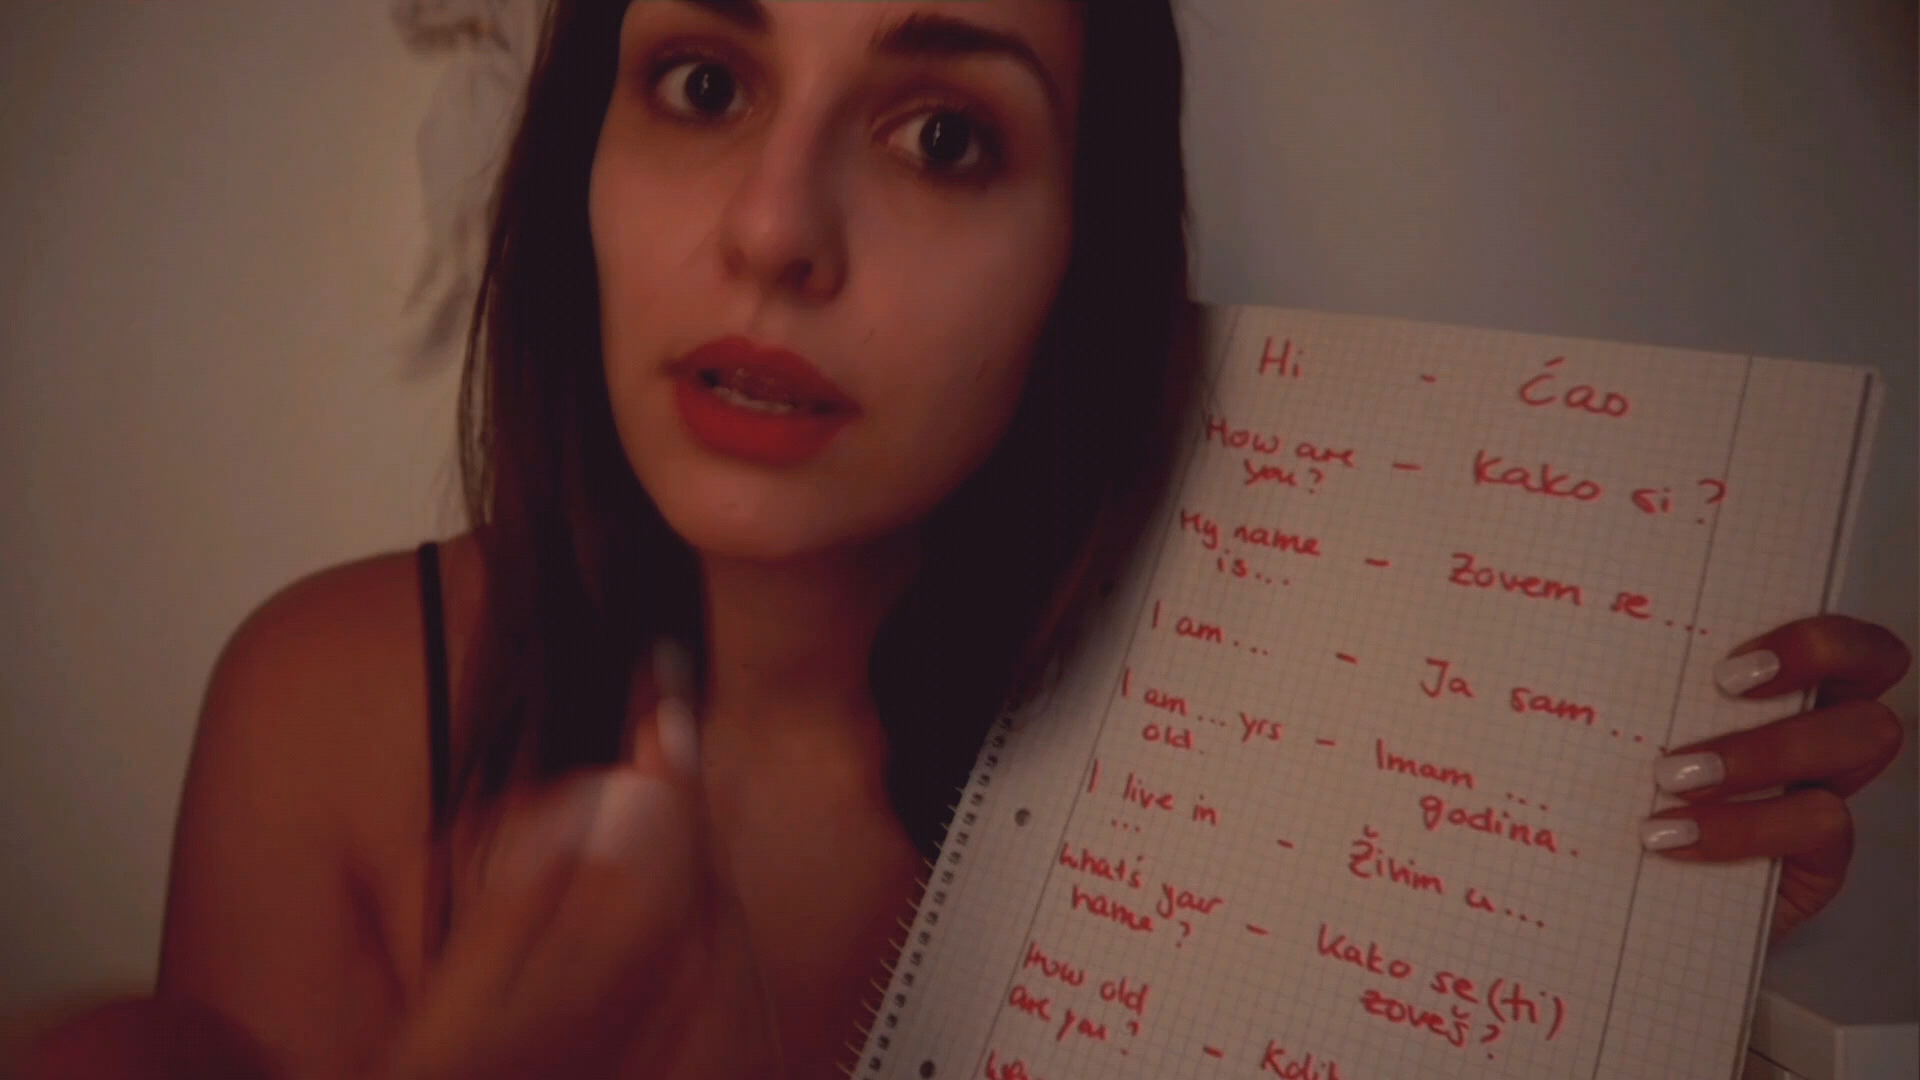 Hi - Ćao
How are - Kako si?
you?
My name - Zovem se...
is...
I am... - Ja sam...
I am... yrs - Imam ...
old. godina.
I live in - Živim u...
...
What's your - Kako se (ti)
name? zoveš?
How old
are you? -